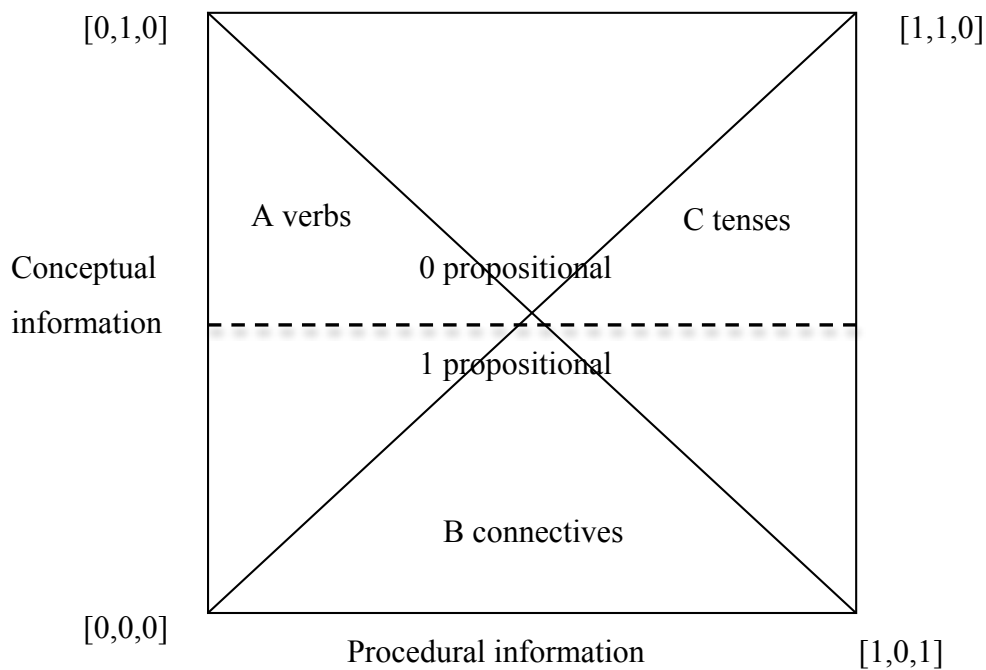 [0,1,0]
[1,1,0]
A verbs
C tenses
Conceptual
information
0 propositional
1 propositional
B connectives
[0,0,0]
Procedural information
[1,0,1]